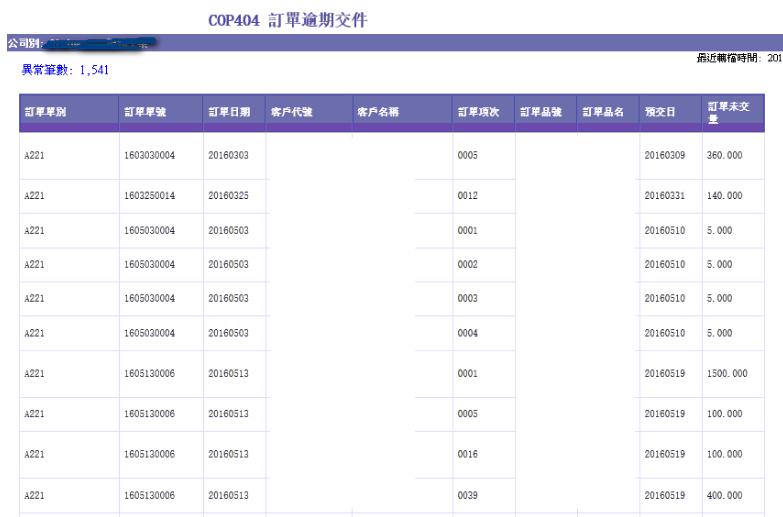 COP404 訂單逾期交件
公司別:
最近轉檔時間: 201
異常筆數: 1,541
訂單單別 訂單單號 訂單日期 客戶代號 客戶名稱 訂單項次 訂單品號 訂單品名 預交日 訂單未交量
A221 1603030004 20160303 0005 20160309 360.000
A221 1603250014 20160325 0012 20160331 140.000
A221 1605030004 20160503 0001 20160510 5.000
A221 1605030004 20160503 0002 20160510 5.000
A221 1605030004 20160503 0003 20160510 5.000
A221 1605030004 20160503 0004 20160510 5.000
A221 1605130006 20160513 0001 20160519 1500.000
A221 1605130006 20160513 0005 20160519 100.000
A221 1605130006 20160513 0016 20160519 100.000
A221 1605130006 20160513 0039 20160519 400.000